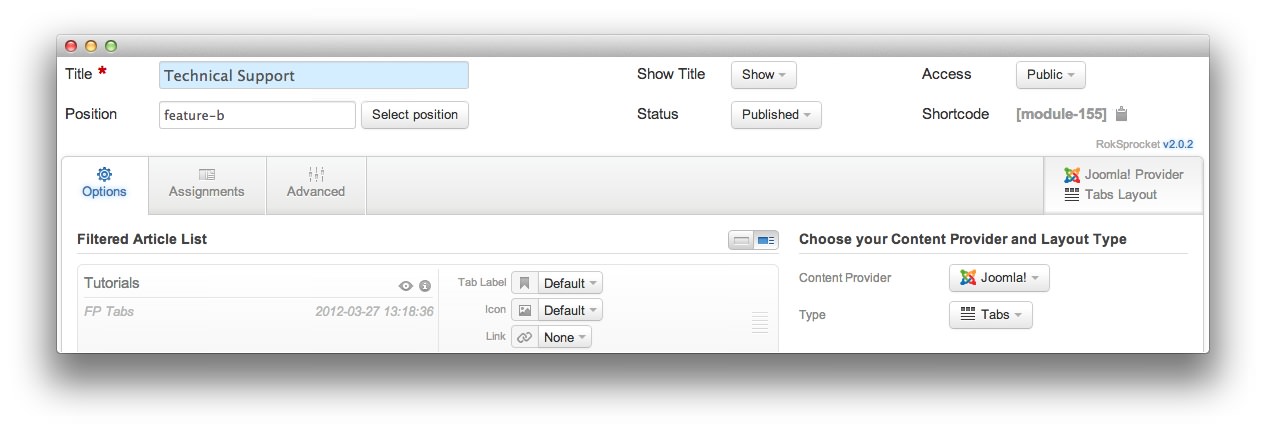 Title * Technical Support Show Title Show Access Public
Position feature-b Select position Status Published Shortcode [module-155]
RokSprocket v2.0.2
Options Assignments Advanced Joomla! Provider
Tabs Layout
Filtered Article List Choose your Content Provider and Layout Type
Tutorials Tab Label Default Content Provider Joomla!
FP Tabs 2012-03-27 13:18:36 Icon Default Type Tabs
Link None